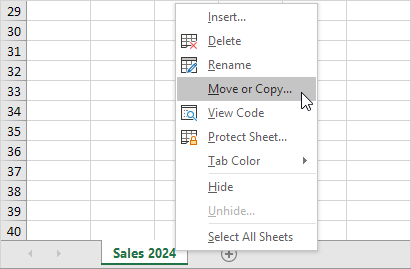 29
Insert...
30
Delete
31
Rename
32
Move or Copy...
33
View Code
34
Protect Sheet...
35
36
Tab Color
37
Hide
38
Unhide...
39
Select All Sheets
40
Sales 2024